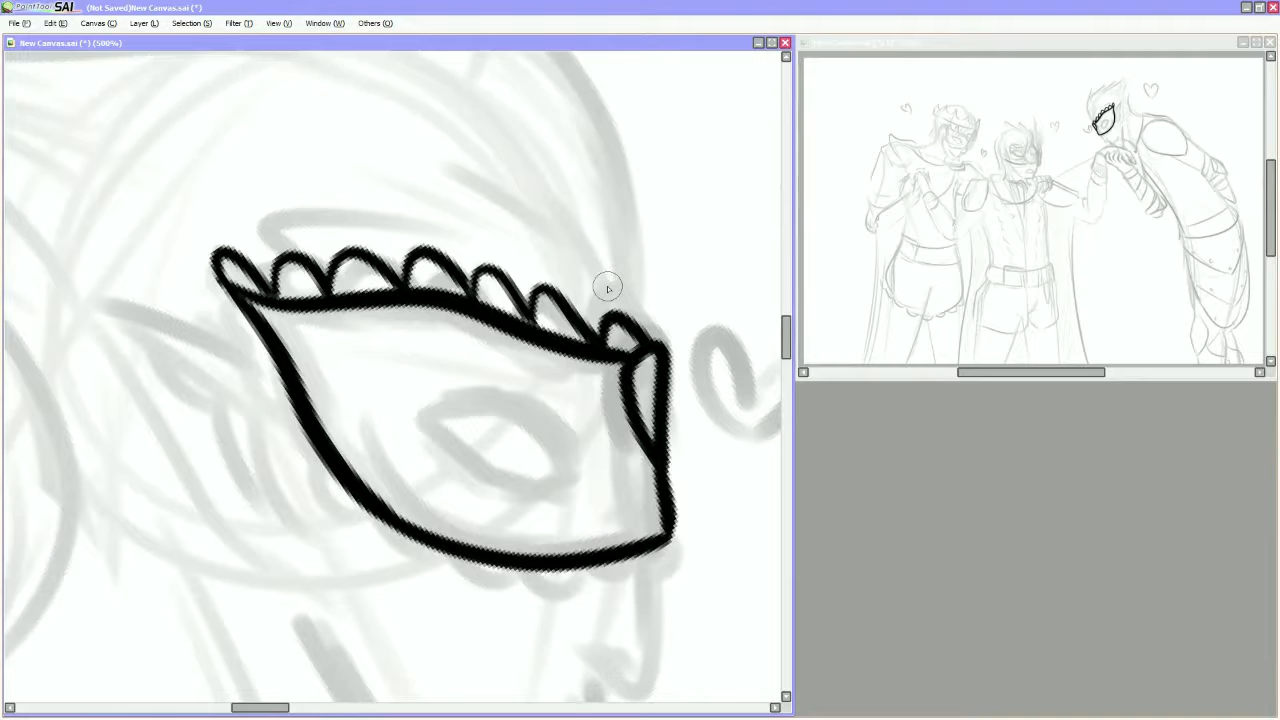 PaintTool SAI (Not Saved)New Canvas.sai (*)
File (F) Edit (E) Canvas (C) Layer (L) Selection (S) Filter (T) View (V) Window (W) Others (O)
New Canvas.sai (*) (500%)